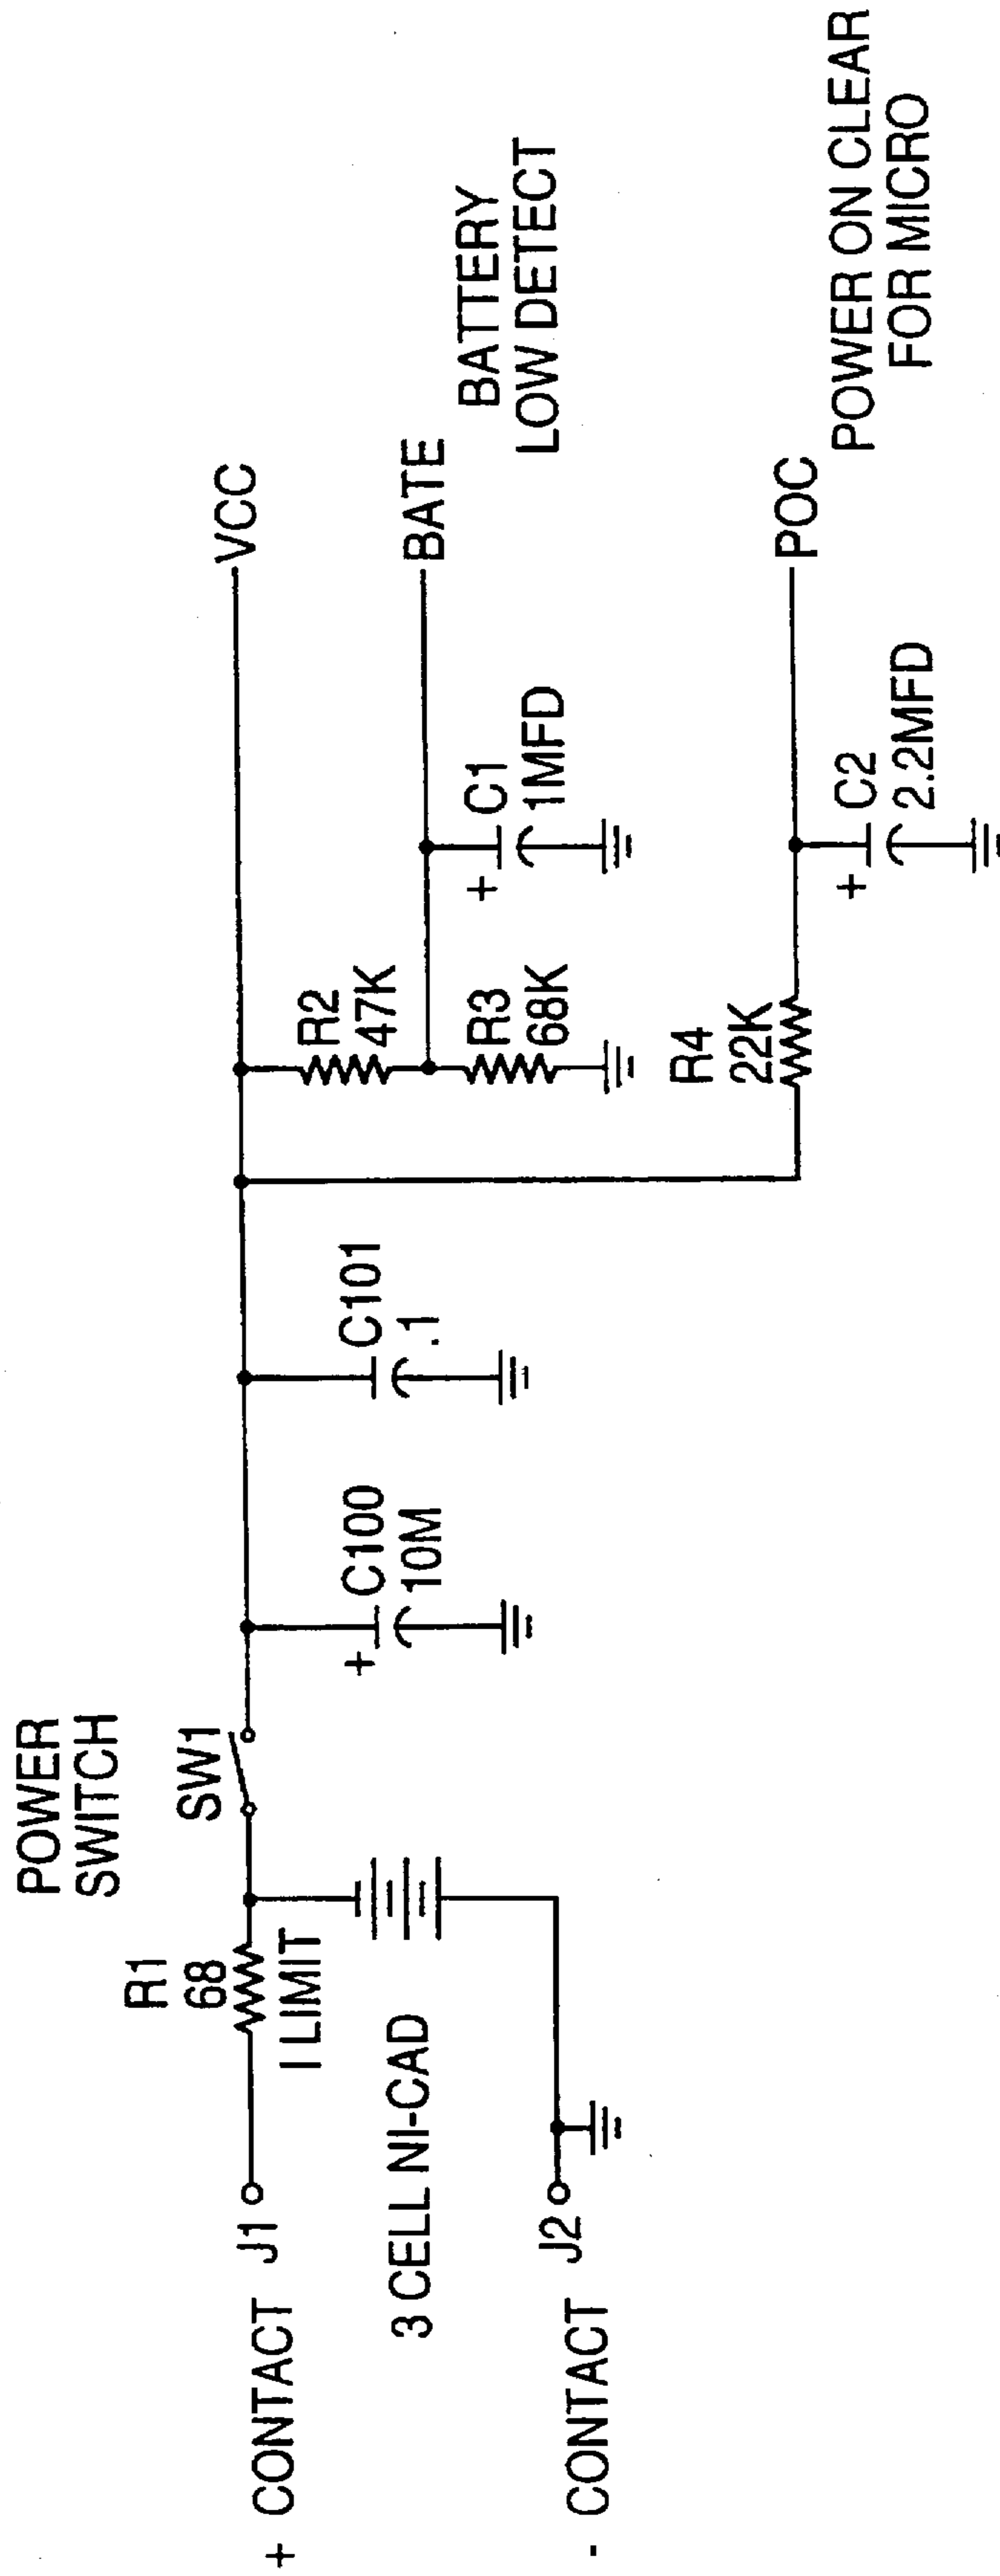 POWER
SWITCH
SW1
R1
68
I LIMIT
+ CONTACT J1
3 CELL NI-CAD
- CONTACT J2
+
C100
10M
C101
.1
R2
47K
R3
68K
+
C1
1MFD
VCC
BATE
BATTERY
LOW DETECT
R4
22K
+
C2
2.2MFD
POC
POWER ON CLEAR
FOR MICRO